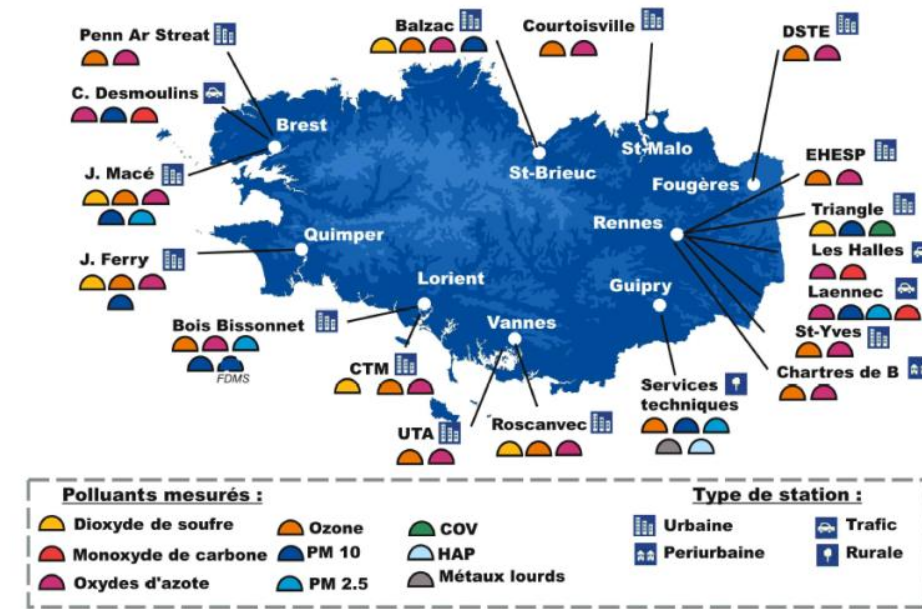 Penn Ar Streat
C. Desmoulins
Brest
J. Macé
Quimper
J. Ferry
Lorient
Bois Bissonnet
FDMS
CTM
Balzac
St-Brieuc
Courtoisville
St-Malo
DSTE
Fougères
EHESP
Rennes
Triangle
Les Halles
Laennec
St-Yves
Chartres de B
Guipry
Services
techniques
Vannes
UTA
Roscanvec
Polluants mesurés :
Dioxyde de soufre
Monoxyde de carbone
Oxydes d'azote
Ozone
PM 10
PM 2.5
COV
HAP
Métaux lourds
Type de station :
Urbaine
Periurbaine
Trafic
Rurale